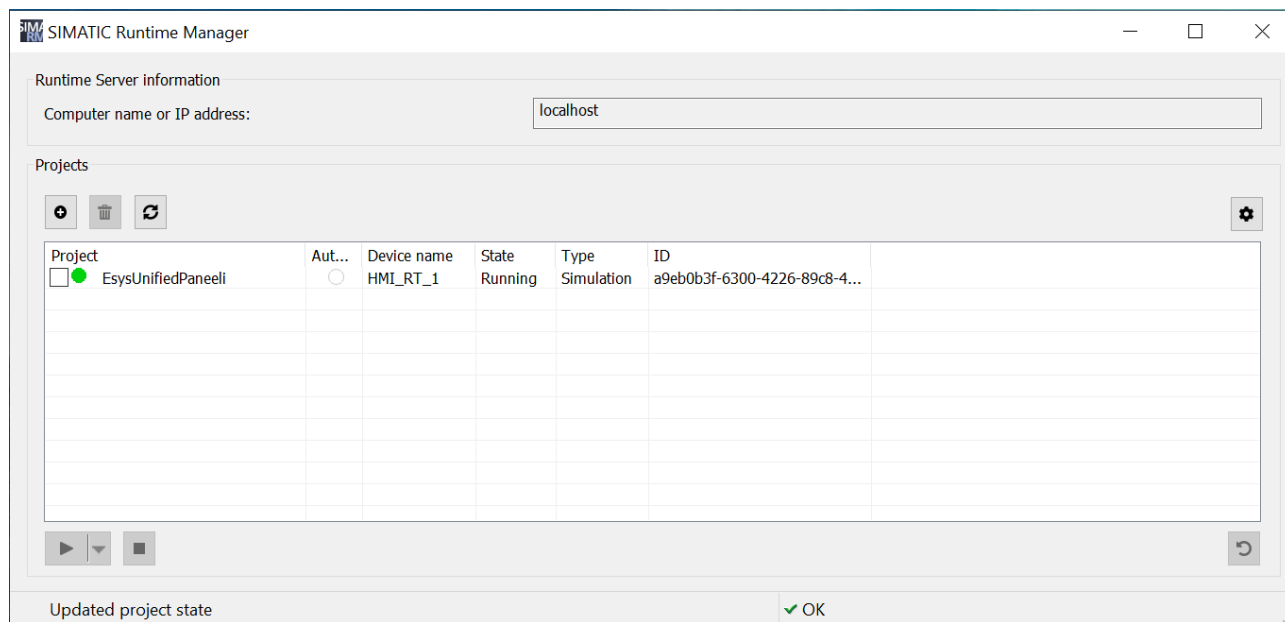 SIMATIC Runtime Manager
Runtime Server information
Computer name or IP address: localhost
Projects
Project Aut... Device name State Type ID
EsysUnifiedPaneeli HMI_RT_1 Running Simulation a9eb0b3f-6300-4226-89c8-4...
Updated project state OK